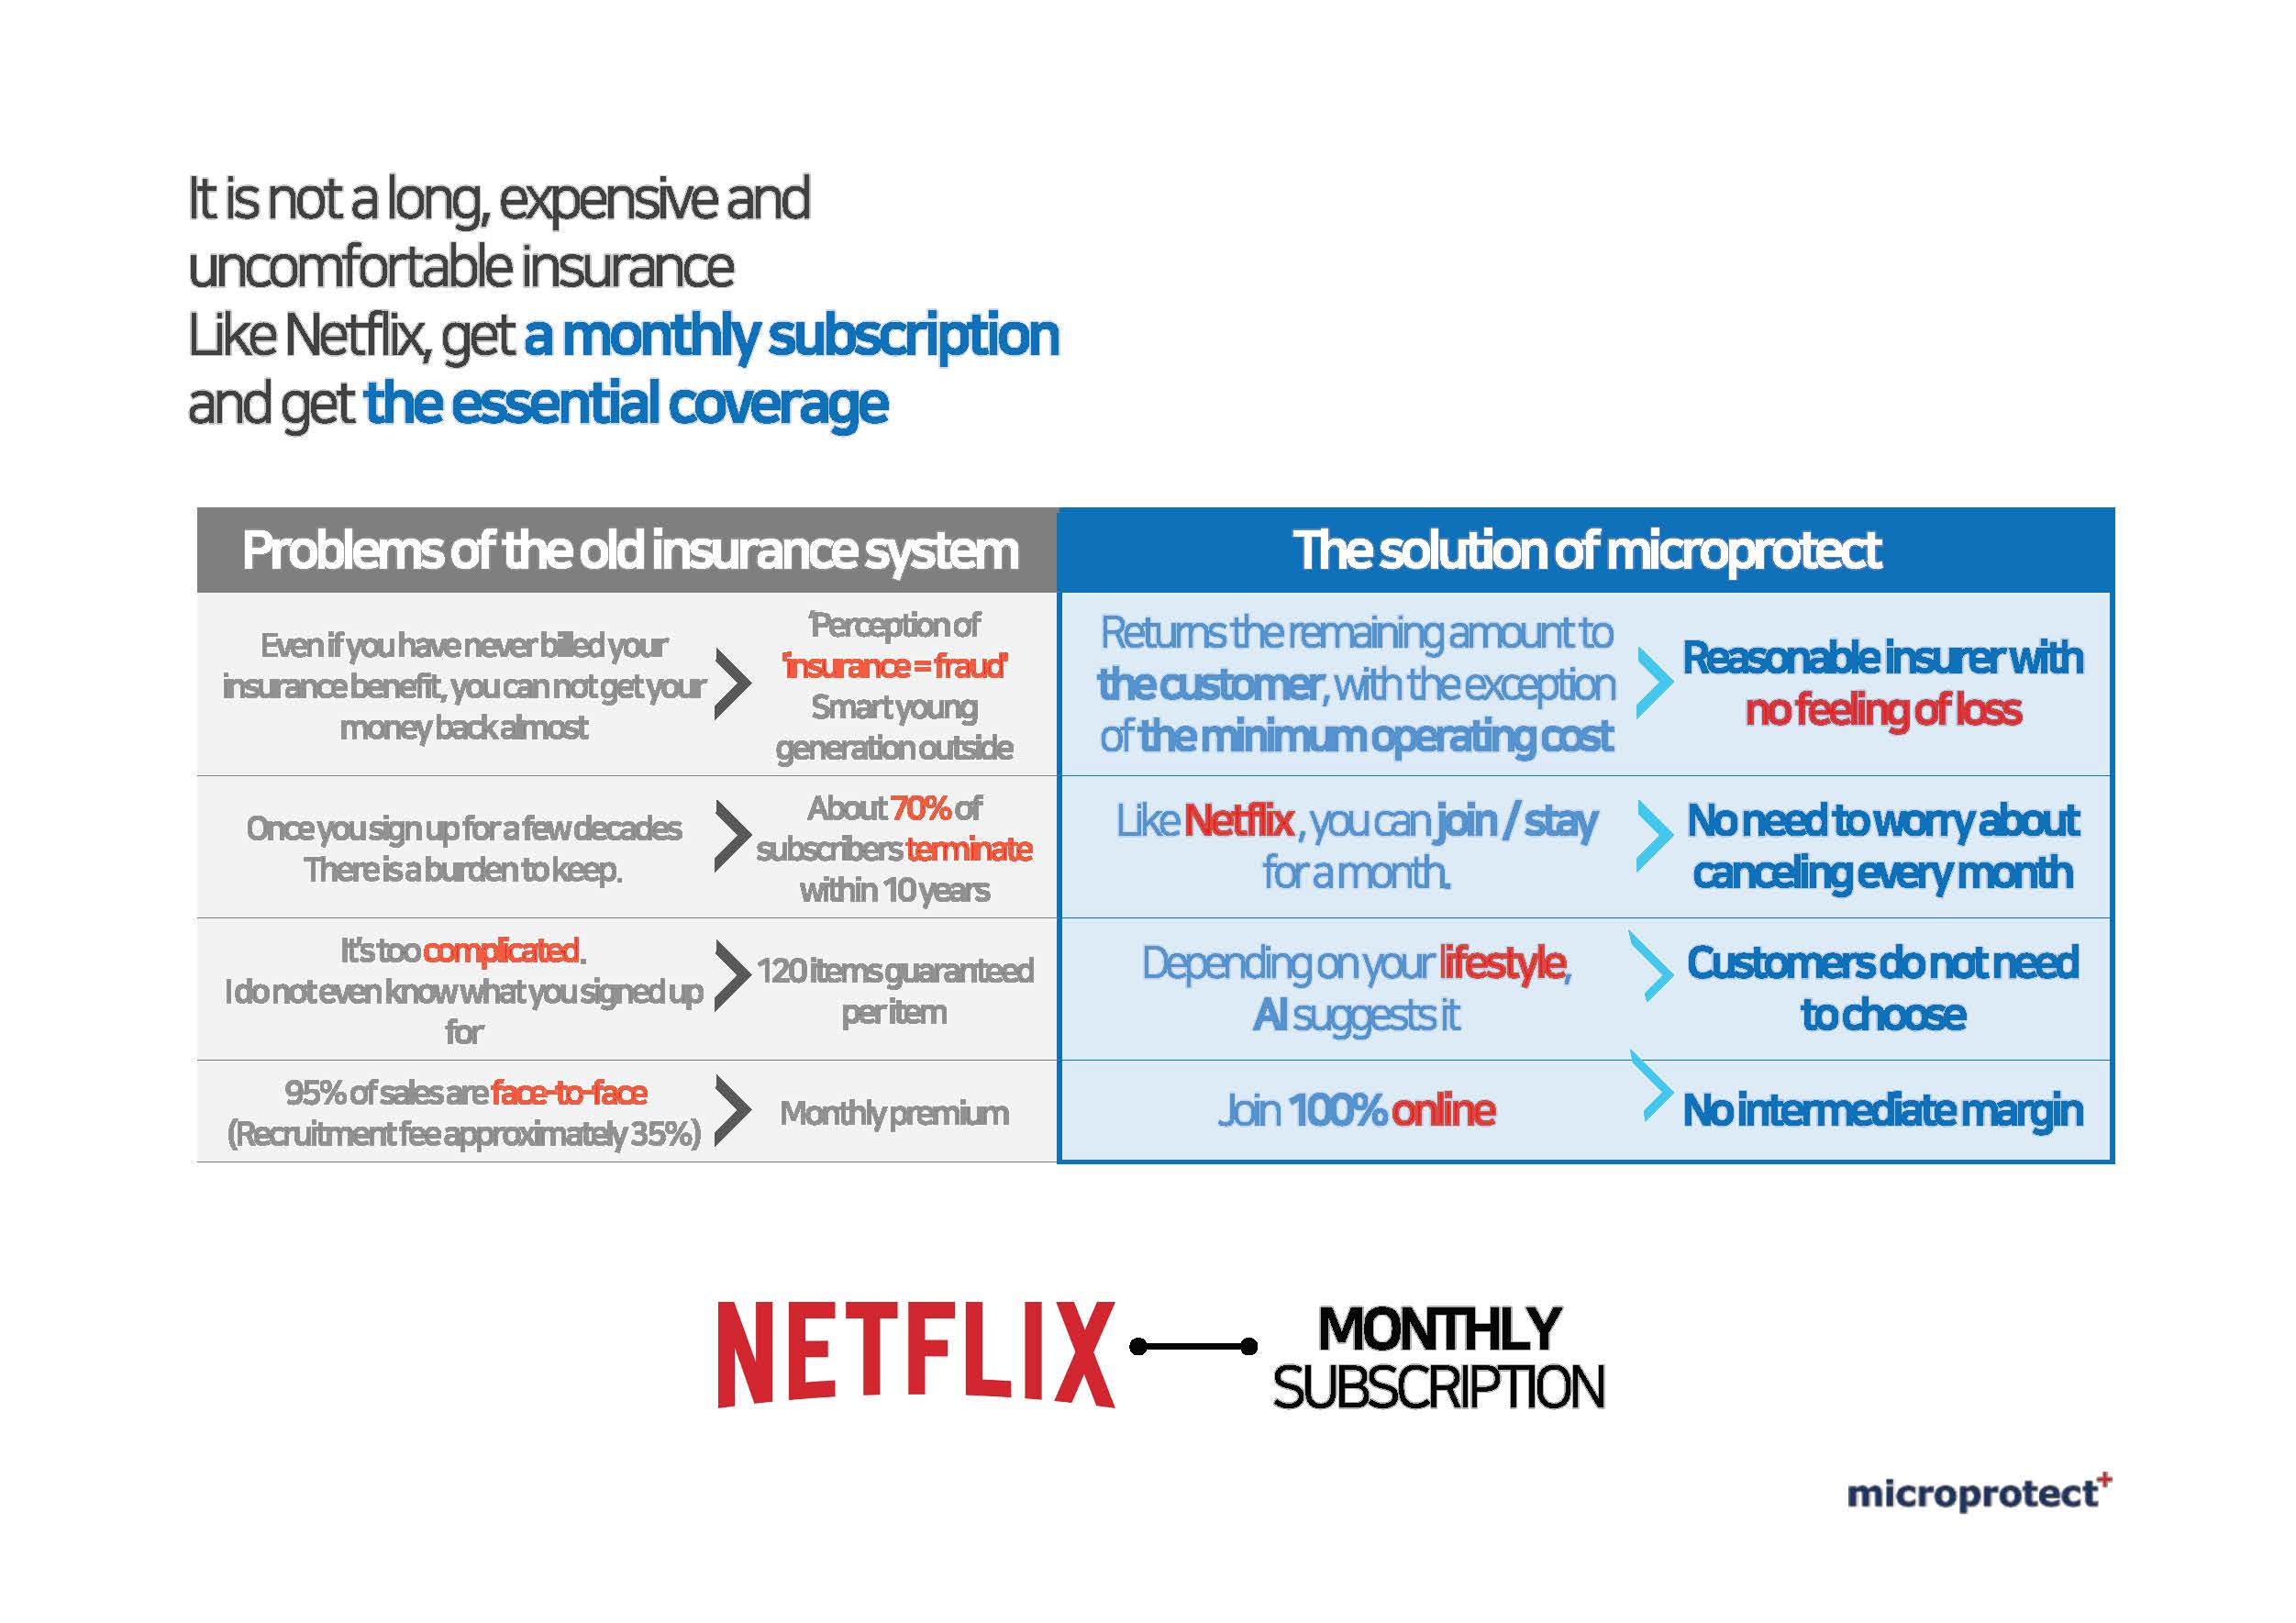 It is not a long, expensive and
uncomfortable insurance
Like Netflix, get a monthly subscription
and get the essential coverage
Problems of the old insurance system
The solution of microprotect
Even if you have never billed your
insurance benefit, you can not get your
money back almost
'Perception of
'insurance = fraud'
Smart young
generation outside
Returns the remaining amount to
the customer, with the exception
of the minimum operating cost
Reasonable insurer with
no feeling of loss
Once you sign up for a few decades
There is a burden to keep.
About 70% of
subscribers terminate
within 10 years
Like Netflix, you can join / stay
for a month.
No need to worry about
canceling every month
It's too complicated.
I do not even know what you signed up
for
120 items guaranteed
per item
Depending on your lifestyle,
AI suggests it
Customers do not need
to choose
95% of sales are face-to-face
(Recruitment fee approximately 35%)
Monthly premium
Join 100% online
No intermediate margin
NETFLIX
MONTHLY
SUBSCRIPTION
microprotect+